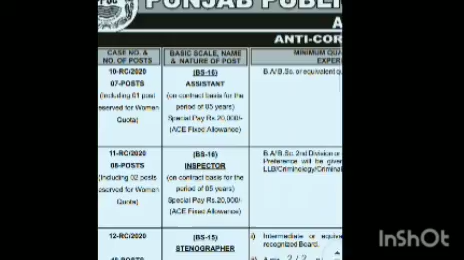 PUNJAB PUBLI
A
ANTI-COR
CASE NO. &
NO. OF POSTS
BASIC SCALE, NAME
& NATURE OF POST
MINIMUM QUA
EXPERI
10-RC/2020
07-POSTS
(Including 01 post
eserved for Women
Quota)
(BS-16)
ASSISTANT
(on contract basis for the
period of 05 years)
Special Pay Rs.20,000/-
(ACE Fixed Allowance)
B.A/B.Sc. or equivalent q
11-RC/2020
08-POSTS
(Including 02 posts
eserved for Women
Quota)
(BS-16)
INSPECTOR
(on contract basis for the
period of 05 years)
Special Pay Rs.20,000/-
(ACE Fixed Allowance)
B.A/B.Sc. 2nd Division or
Preference will be given
LLB/Criminology/Criminal
12-RC/2020
(BS-15)
STENOGRAPHER
i) Intermediate or equiva
recognized Board.
InShOt